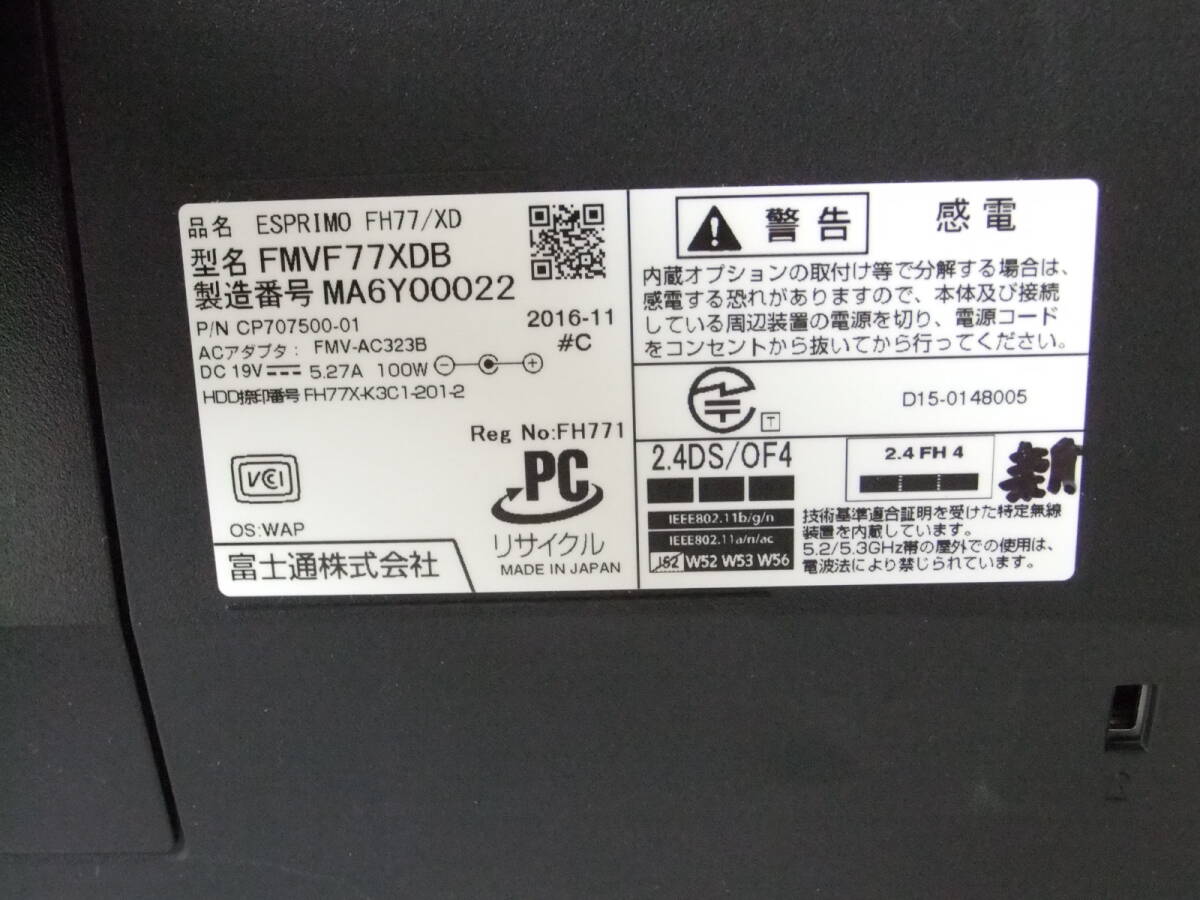 品名 ESPRIMO FH77/XD
型名 FMVF77XDB
製造番号 MA6Y00022
P/N CP707500-01
2016-11
#C
ACアダプタ: FMV-AC323B
DC 19V 5.27A 100W
HDD撫印番号 FH77X-K3C1-201-2
Reg No:FH771
VCI
PC
リサイクル
OS:WAP
富士通株式会社
MADE IN JAPAN
警告
感電
内蔵オプションの取付け等で分解する場合は、
感電する恐れがありますので、本体及び接続
している周辺装置の電源を切り、電源コード
をコンセントから抜いてから行ってください。
T
D15-0148005
2.4DS/OF4
IEEE802.11b/g/n
IEEE802.11a/n/ac
J52 W52 W53 W56
2.4 FH 4
技術基準適合証明を受けた特定無線
装置を内蔵しています。
5.2/5.3GHz帯の屋外での使用は、
電波法により禁じられています。